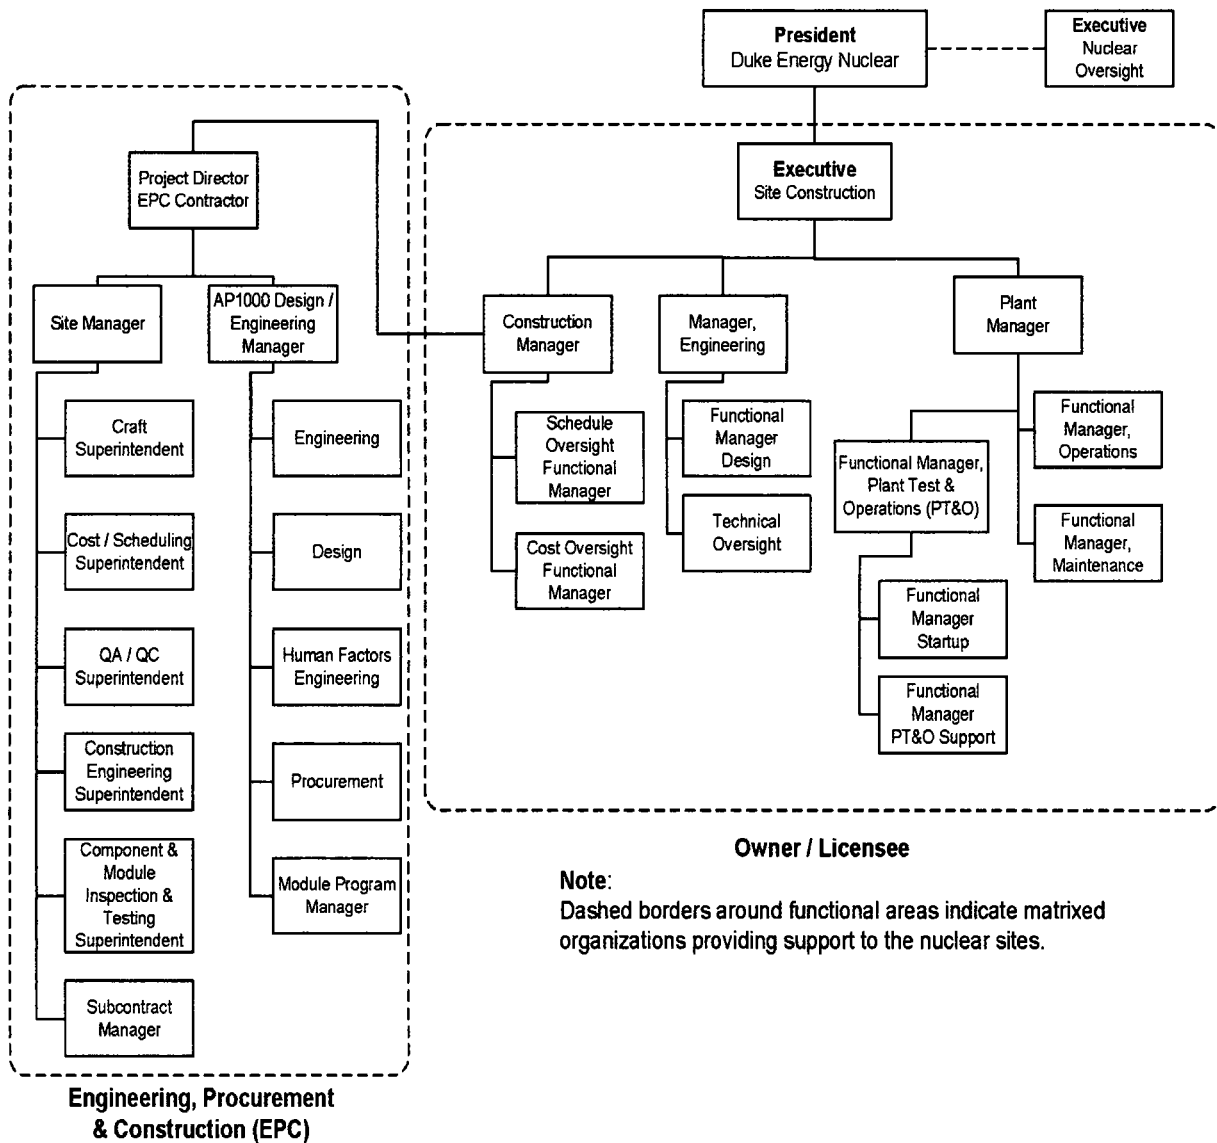 President
Duke Energy Nuclear
Executive
Nuclear
Oversight
Project Director
EPC Contractor
Executive
Site Construction
Site Manager
AP1000 Design /
Engineering
Manager
Construction
Manager
Manager,
Engineering
Plant
Manager
Craft
Superintendent
Cost / Scheduling
Superintendent
QA / QC
Superintendent
Construction
Engineering
Superintendent
Component &
Module
Inspection &
Testing
Superintendent
Subcontract
Manager
Engineering
Design
Human Factors
Engineering
Procurement
Module Program
Manager
Schedule
Oversight
Functional
Manager
Cost Oversight
Functional
Manager
Functional
Manager
Design
Technical
Oversight
Functional Manager,
Plant Test &
Operations (PT&O)
Functional
Manager
Startup
Functional
Manager
PT&O Support
Functional
Manager,
Operations
Functional
Manager,
Maintenance
Owner / Licensee
Note:
Dashed borders around functional areas indicate matrixed
organizations providing support to the nuclear sites.
Engineering, Procurement
& Construction (EPC)